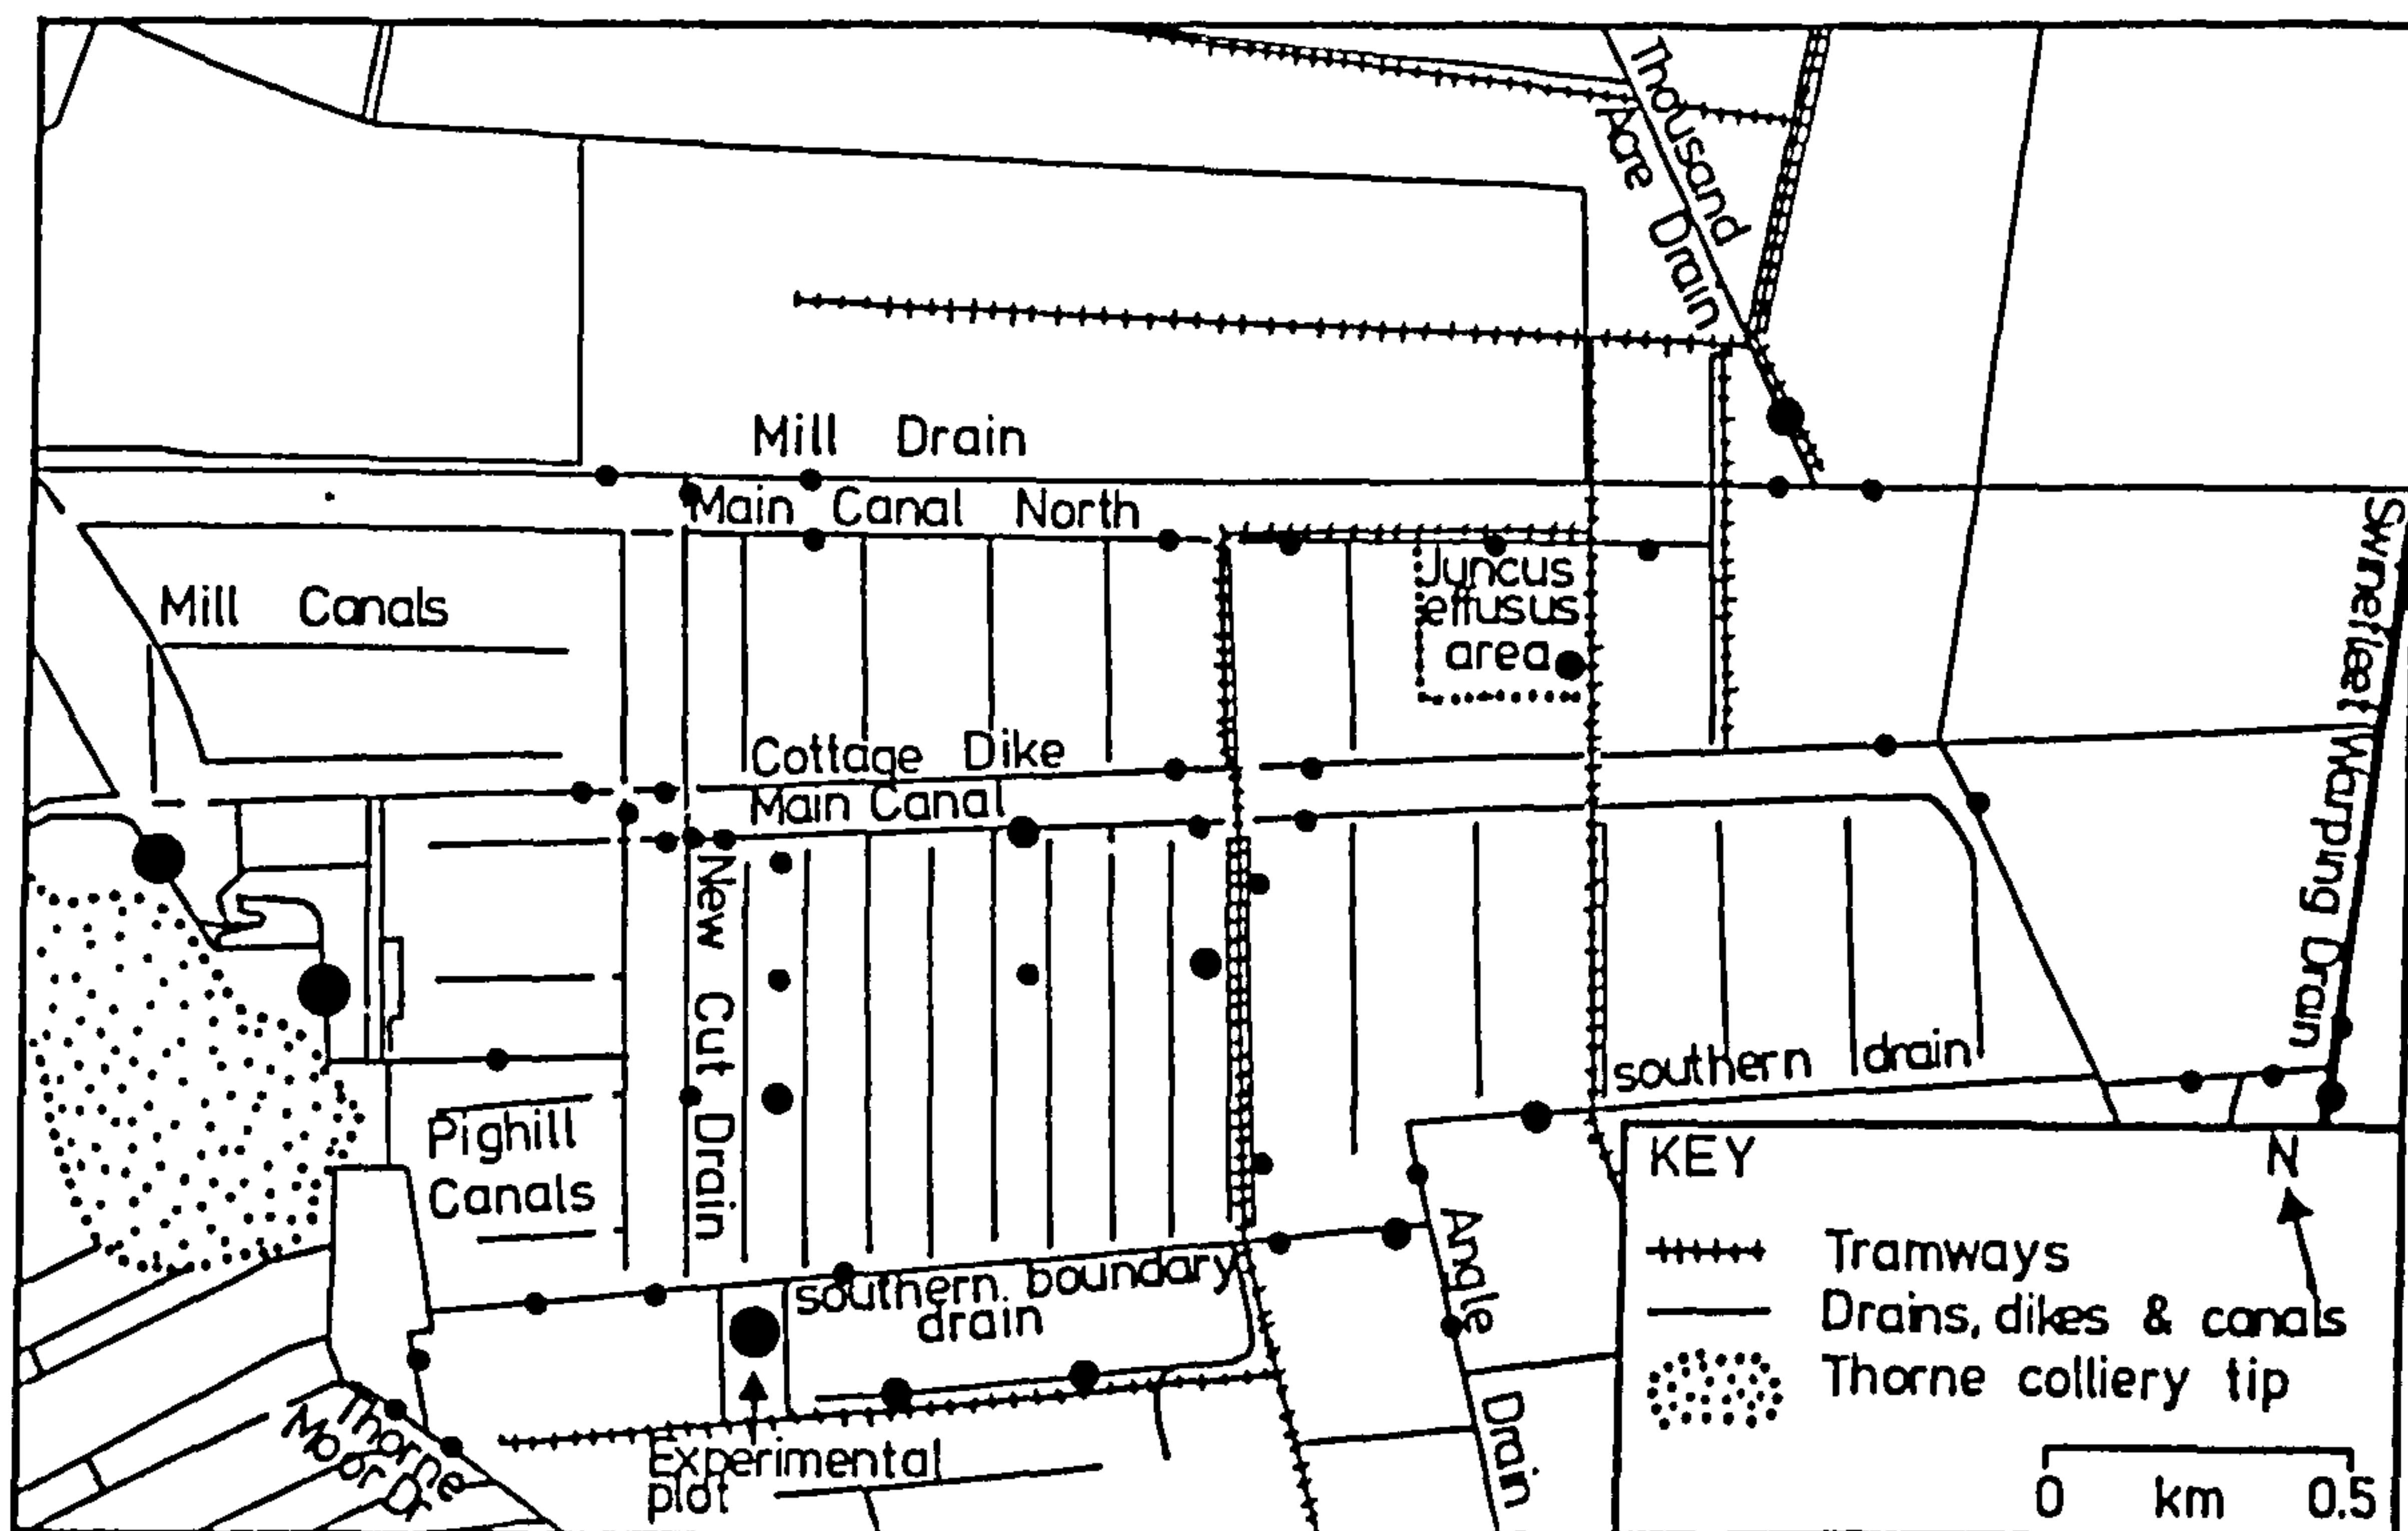 Thousand
Acre Drain
Mill Drain
Main Canal North
Juncus
effusus
area
Mill Canals
Swinefleet Warping Drain
Cottage Dike
Main Canal
New Cut Drain
southern drain
Pighill
Canals
southern boundary
drain
Angle Drain
Experimental
plot
Thorne
Moor Dr
KEY
N
Tramways
Drains, dikes & canals
Thorne colliery tip
0 km 0.5